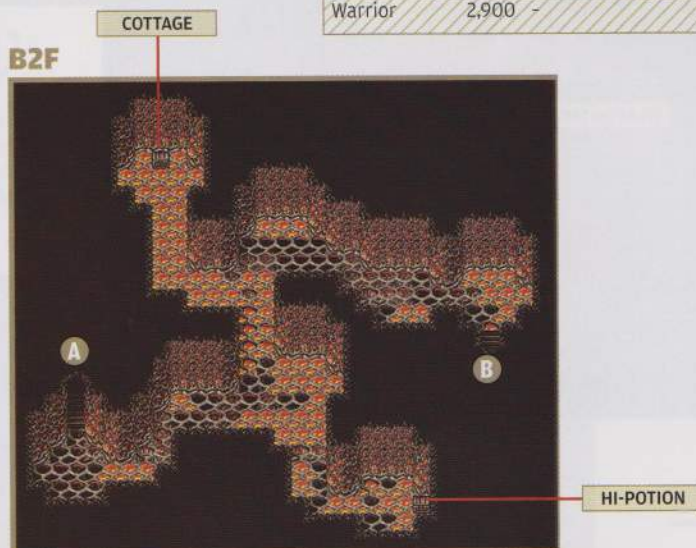 Warrior 2,900 -
COTTAGE
B2F
A
B
HI-POTION